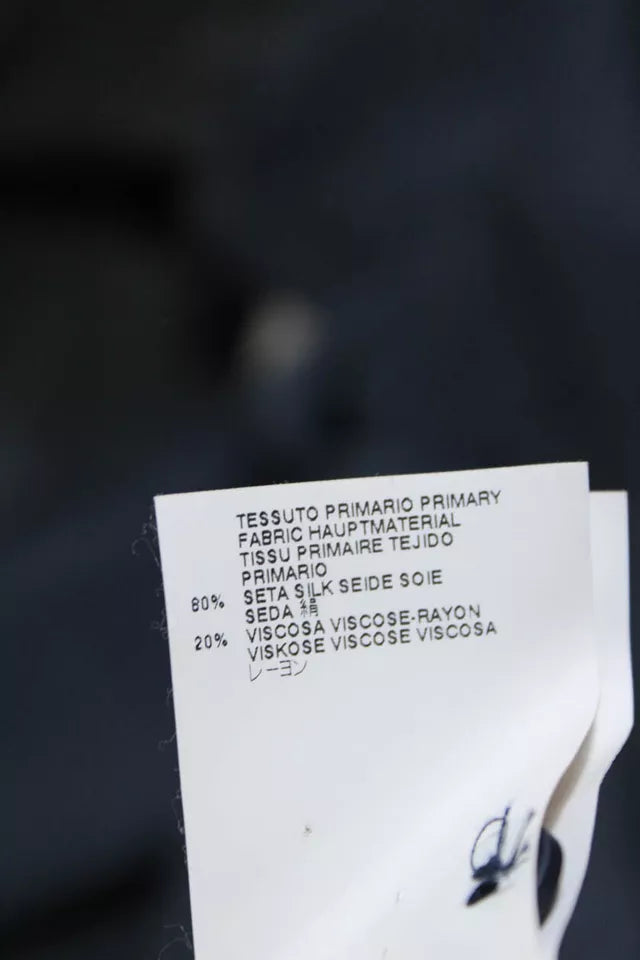 TESSUTO PRIMARIO PRIMARY
FABRIC HAUPTMATERIAL
TISSU PRIMAIRE TEJIDO
PRIMARIO
80% SETA SILK SEIDE SOIE
SEDA 絹
20% VISCOSA VISCOSE-RAYON
VISKOSE VISCOSE VISCOSA
レーヨン